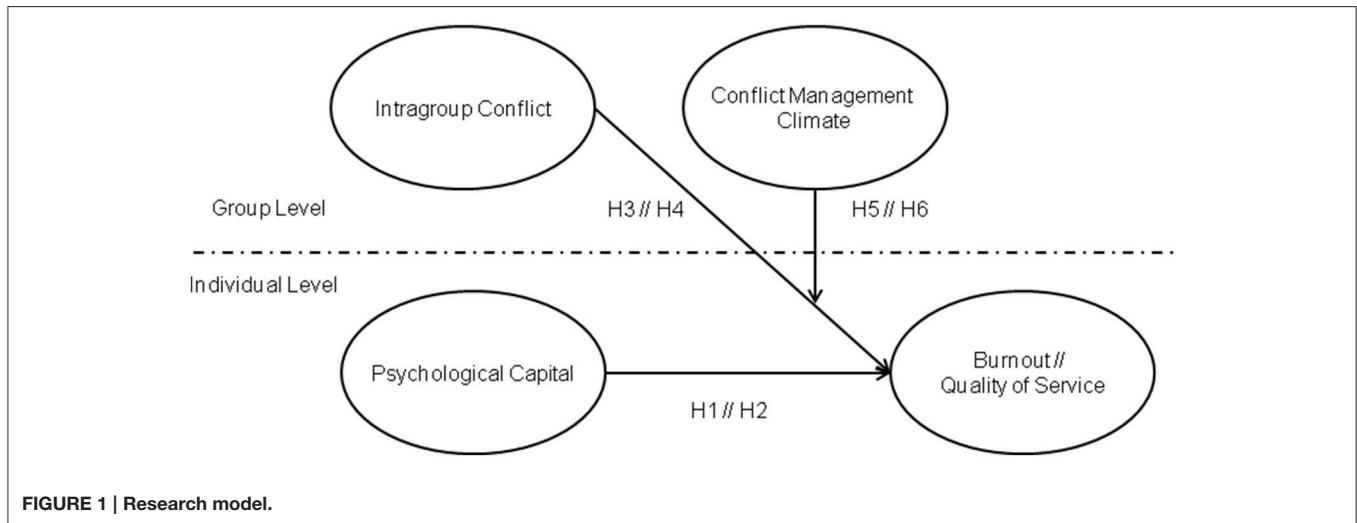 Intragroup Conflict
Conflict Management
Climate
Group Level
H3 // H4
H5 // H6
Individual Level
Psychological Capital
Burnout //
Quality of Service
H1 // H2
FIGURE 1 | Research model.